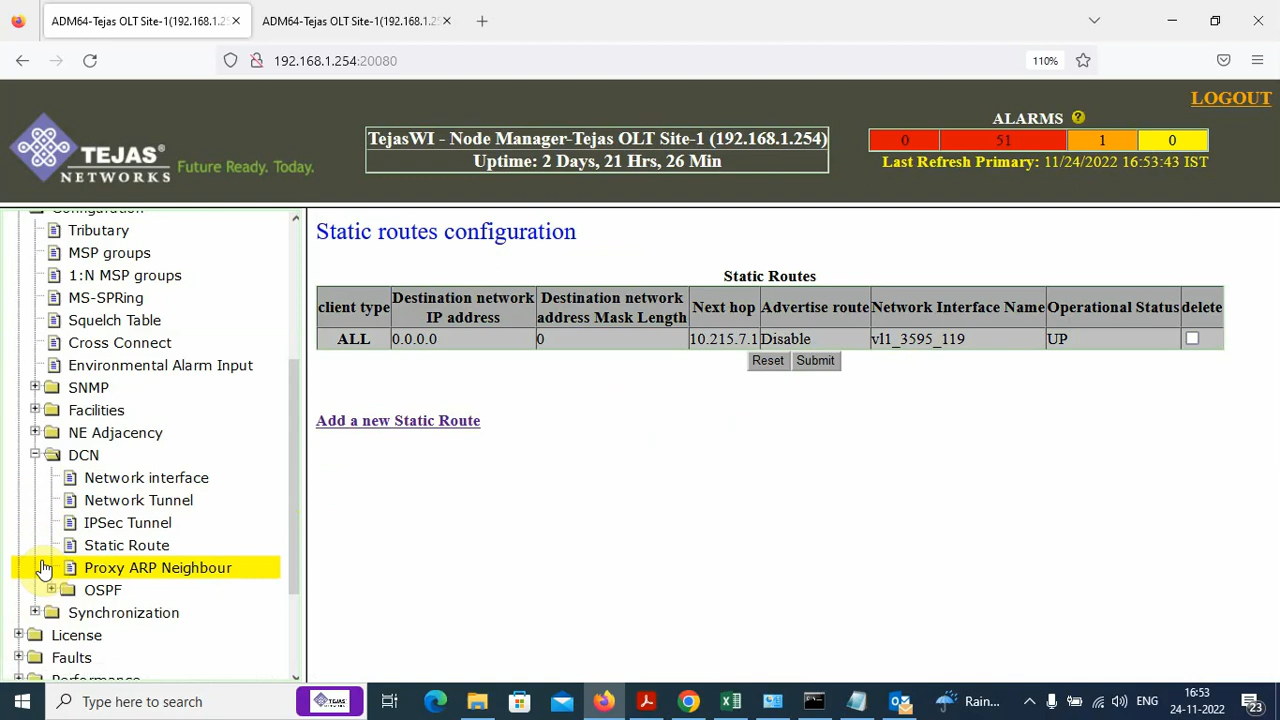 ADM64-Tejas OLT Site-1(192.168.1.25
ADM64-Tejas OLT Site-1(192.168.1.25
192.168.1.254:20080
110%
LOGOUT
TEJAS®
NETWORKS
Future Ready. Today.
TejasWI - Node Manager-Tejas OLT Site-1 (192.168.1.254)
Uptime: 2 Days, 21 Hrs, 26 Min
ALARMS ?
0 51 1 0
Last Refresh Primary: 11/24/2022 16:53:43 IST
Configuration
Tributary
MSP groups
1:N MSP groups
MS-SPRing
Squelch Table
Cross Connect
Environmental Alarm Input
SNMP
Facilities
NE Adjacency
DCN
Network interface
Network Tunnel
IPSec Tunnel
Static Route
Proxy ARP Neighbour
OSPF
Synchronization
License
Faults
Performance
Static routes configuration
Static Routes
client type Destination network IP address Destination network address Mask Length Next hop Advertise route Network Interface Name Operational Status delete
ALL 0.0.0.0 0 10.215.7.1 Disable vl1_3595_119 UP
Reset Submit
Add a new Static Route
Type here to search
TEJAS
Rain...
ENG
16:53
24-11-2022
23